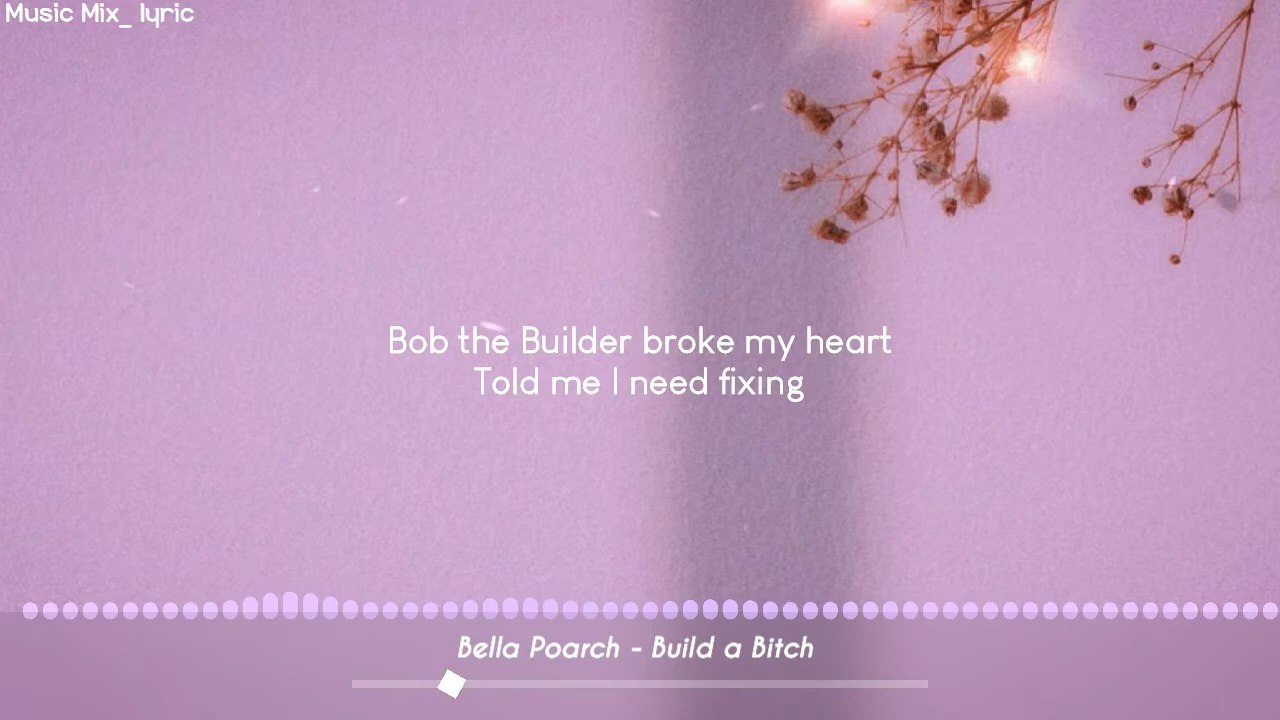 Music Mix_ lyric
Bob the Builder broke my heart
Told me I need fixing
Bella Poarch - Build a Bitch